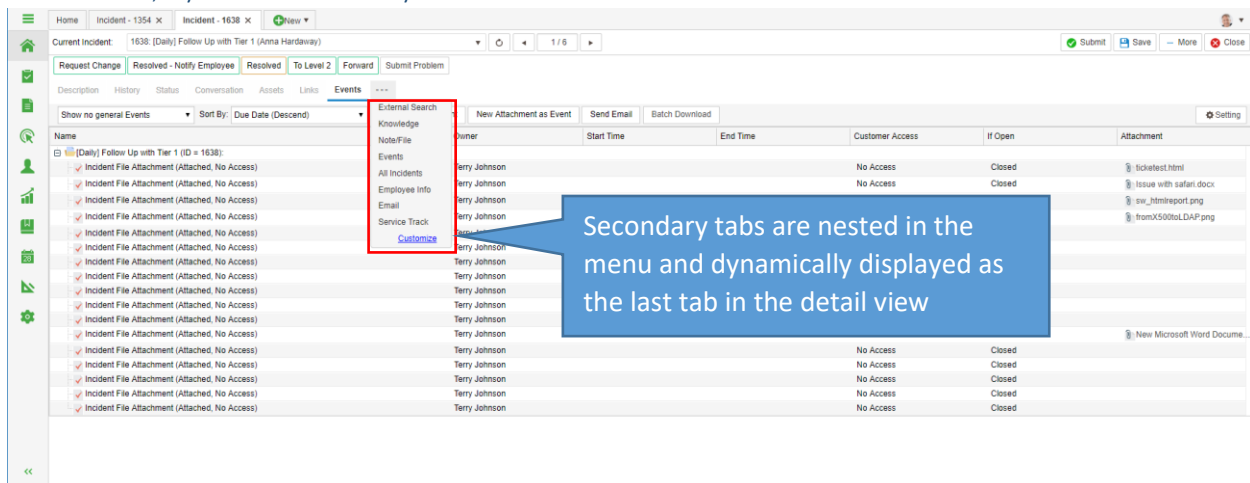 Home Incident - 1354 × Incident - 1638 × New ▾
Current Incident: 1638: [Daily] Follow Up with Tier 1 (Anna Hardaway) 1 / 6 Submit Save More Close
Request Change Resolved - Notify Employee Resolved To Level 2 Forward Submit Problem
Description History Status Conversation Assets Links Events ---
Show no general Events Sort By: Due Date (Descend) New Attachment as Event Send Email Batch Download Setting
External Search
Knowledge
Note/File
Events
All Incidents
Employee Info
Email
Service Track
Customize
Name Owner Start Time End Time Customer Access If Open Attachment
[Daily] Follow Up with Tier 1 (ID = 1638):
Incident File Attachment (Attached, No Access) Terry Johnson No Access Closed ticketest.html
Incident File Attachment (Attached, No Access) Terry Johnson No Access Closed Issue with safari.docx
Incident File Attachment (Attached, No Access) Terry Johnson sw_htmlreport.png
Incident File Attachment (Attached, No Access) Terry Johnson fromX500toLDAP.png
Incident File Attachment (Attached, No Access) Terry Johnson
Incident File Attachment (Attached, No Access) Terry Johnson
Incident File Attachment (Attached, No Access) Terry Johnson
Incident File Attachment (Attached, No Access) Terry Johnson
Incident File Attachment (Attached, No Access) Terry Johnson
Incident File Attachment (Attached, No Access) Terry Johnson
Incident File Attachment (Attached, No Access) Terry Johnson
Incident File Attachment (Attached, No Access) Terry Johnson New Microsoft Word Docume...
Incident File Attachment (Attached, No Access) Terry Johnson No Access Closed
Incident File Attachment (Attached, No Access) Terry Johnson No Access Closed
Incident File Attachment (Attached, No Access) Terry Johnson No Access Closed
Incident File Attachment (Attached, No Access) Terry Johnson No Access Closed
Incident File Attachment (Attached, No Access) Terry Johnson No Access Closed
Secondary tabs are nested in the
menu and dynamically displayed as
the last tab in the detail view